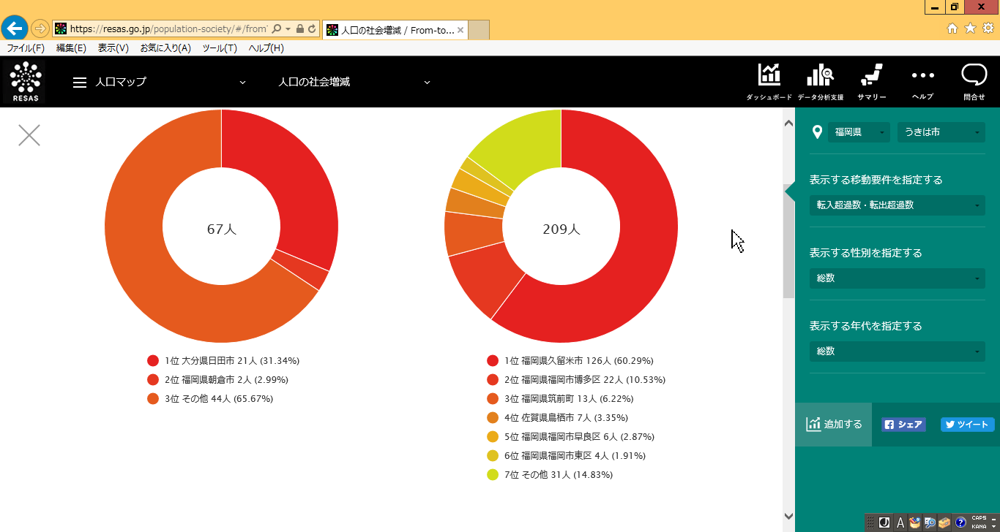 https://resas.go.jp/population-society/#/from
人口の社会増減 / From-to...
ファイル(F) 編集(E) 表示(V) お気に入り(A) ツール(T) ヘルプ(H)
RESAS
人口マップ
人口の社会増減
ダッシュボード
データ分析支援
サマリー
ヘルプ
問合せ
67人
1位 大分県日田市 21人 (31.34%)
2位 福岡県朝倉市 2人 (2.99%)
3位 その他 44人 (65.67%)
209人
1位 福岡県久留米市 126人 (60.29%)
2位 福岡県福岡市博多区 22人 (10.53%)
3位 福岡県筑前町 13人 (6.22%)
4位 佐賀県鳥栖市 7人 (3.35%)
5位 福岡県福岡市早良区 6人 (2.87%)
6位 福岡県福岡市東区 4人 (1.91%)
7位 その他 31人 (14.83%)
福岡県
うきは市
表示する移動要件を指定する
転入超過数・転出超過数
表示する性別を指定する
総数
表示する年代を指定する
総数
追加する
シェア
ツイート
A
CAPS
KANA